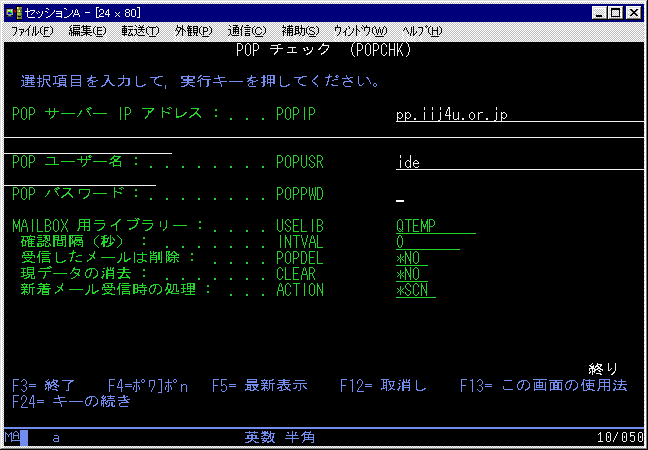 セッションA - [24 x 80]
ファイル(F) 編集(E) 転送(T) 外観(P) 通信(C) 補助(S) ウィンドウ(W) ヘルプ(H)
POP チェック (POPCHK)
選択項目を入力して, 実行キーを押してください。
POP サーバー IP アドレス : . . . POPIP pp.iij4u.or.jp
POP ユーザー名 : . . . . . . . . POPUSR ide
POP パスワード : . . . . . . . . POPPWD _
MAILBOX 用ライブラリー : . . . . USELIB QTEMP
確認間隔 (秒) : . . . . . . . INTVAL 0
受信したメールは削除 : . . . . POPDEL *NO
現データの消去 : . . . . . . . CLEAR *NO
新着メール受信時の処理 : . . . ACTION *SCN
終り
F3= 終了 F4=ﾎﾟﾜ]ﾎﾟn F5= 最新表示 F12= 取消し F13= この画面の使用法
F24= キーの続き
MA a 英数 半角 10/050